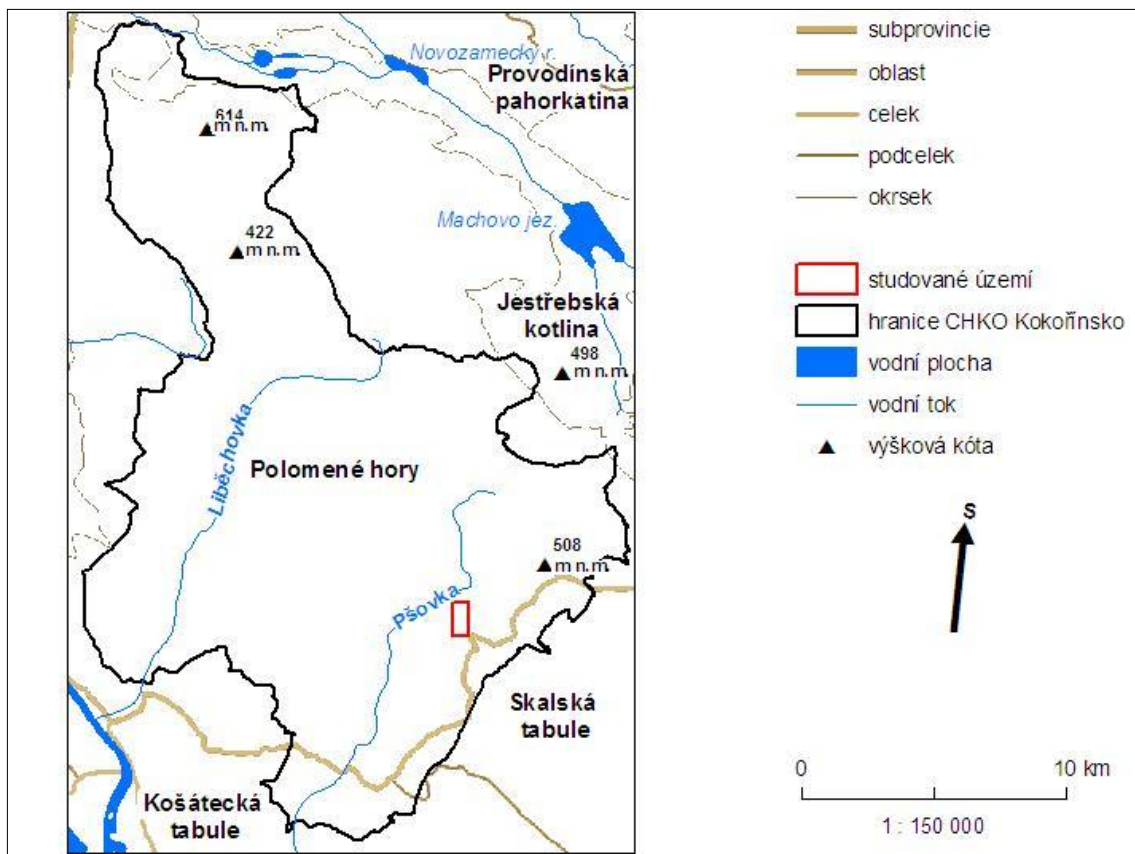 Novozamecký r.
Provodínská
pahorkatina
614
m n.m.
Machovo jez.
422
m n.m.
Jestřebská
kotlina
498
m n.m.
Liběchovka
Polomené hory
508
m n.m.
Pšovka
Skalská
tabule
Košátecká
tabule
subprovincie
oblast
celek
podcelek
okrsek
studované území
hranice CHKO Kokořínsko
vodní plocha
vodní tok
výšková kóta
S
0 10 km
1 : 150 000